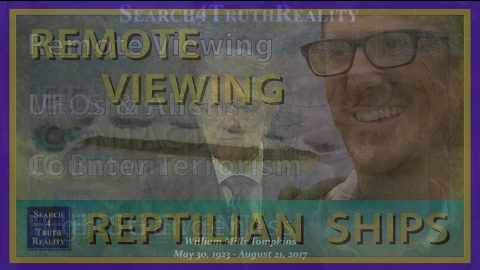 SEARCH4TRUTHREALITY
REMOTE
VIEWING
Remote Viewing
UFOs & Aliens
Counter Terrorism
SEARCH
4
TRUTH
REALITY
REPTILIAN SHIPS
William Mills Tompkins
May 30, 1923 - August 21, 2017